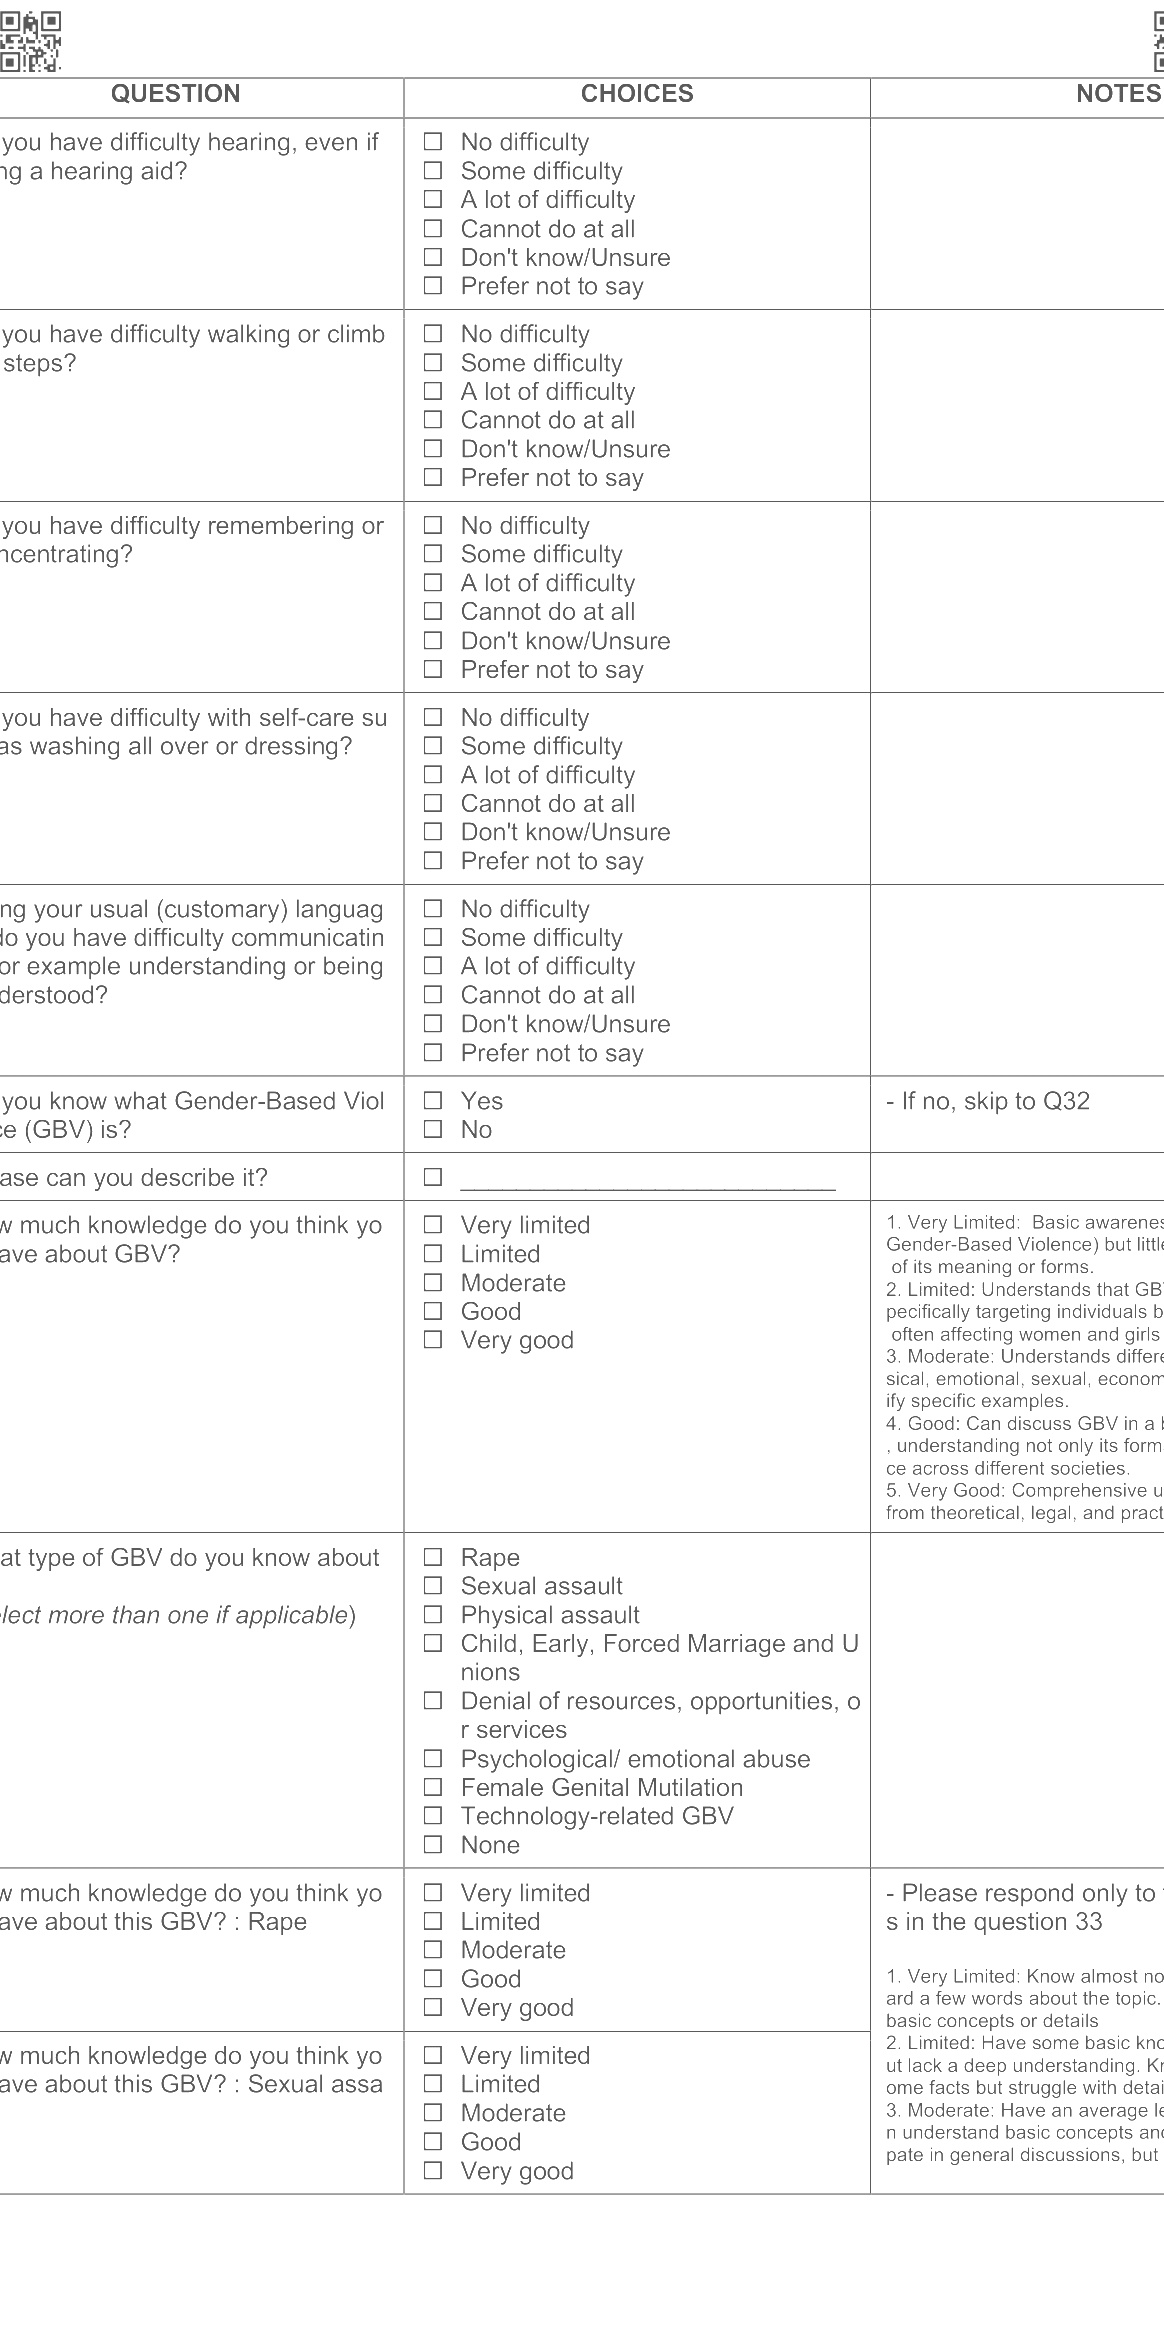 QUESTION CHOICES NOTES
you have difficulty hearing, even if
ng a hearing aid?
☐ No difficulty
☐ Some difficulty
☐ A lot of difficulty
☐ Cannot do at all
☐ Don't know/Unsure
☐ Prefer not to say
you have difficulty walking or climb
steps?
☐ No difficulty
☐ Some difficulty
☐ A lot of difficulty
☐ Cannot do at all
☐ Don't know/Unsure
☐ Prefer not to say
you have difficulty remembering or
ncentrating?
☐ No difficulty
☐ Some difficulty
☐ A lot of difficulty
☐ Cannot do at all
☐ Don't know/Unsure
☐ Prefer not to say
you have difficulty with self-care su
as washing all over or dressing?
☐ No difficulty
☐ Some difficulty
☐ A lot of difficulty
☐ Cannot do at all
☐ Don't know/Unsure
☐ Prefer not to say
ng your usual (customary) languag
do you have difficulty communicatin
or example understanding or being
derstood?
☐ No difficulty
☐ Some difficulty
☐ A lot of difficulty
☐ Cannot do at all
☐ Don't know/Unsure
☐ Prefer not to say
you know what Gender-Based Viol
ce (GBV) is?
☐ Yes
☐ No
- If no, skip to Q32
ase can you describe it?
☐ ___________________________
w much knowledge do you think yo
ave about GBV?
☐ Very limited
☐ Limited
☐ Moderate
☐ Good
☐ Very good
1. Very Limited: Basic awarenes
Gender-Based Violence) but littl
of its meaning or forms.
2. Limited: Understands that GB
pecifically targeting individuals b
often affecting women and girls
3. Moderate: Understands differe
sical, emotional, sexual, econom
ify specific examples.
4. Good: Can discuss GBV in a b
, understanding not only its form
ce across different societies.
5. Very Good: Comprehensive u
from theoretical, legal, and pract
at type of GBV do you know about
elect more than one if applicable)
☐ Rape
☐ Sexual assault
☐ Physical assault
☐ Child, Early, Forced Marriage and U
nions
☐ Denial of resources, opportunities, o
r services
☐ Psychological/ emotional abuse
☐ Female Genital Mutilation
☐ Technology-related GBV
☐ None
w much knowledge do you think yo
ave about this GBV? : Rape
☐ Very limited
☐ Limited
☐ Moderate
☐ Good
☐ Very good
w much knowledge do you think yo
ave about this GBV? : Sexual assa
☐ Very limited
☐ Limited
☐ Moderate
☐ Good
☐ Very good
- Please respond only to
s in the question 33
1. Very Limited: Know almost no
ard a few words about the topic.
basic concepts or details
2. Limited: Have some basic kno
ut lack a deep understanding. Kn
ome facts but struggle with detai
3. Moderate: Have an average le
n understand basic concepts and
pate in general discussions, but